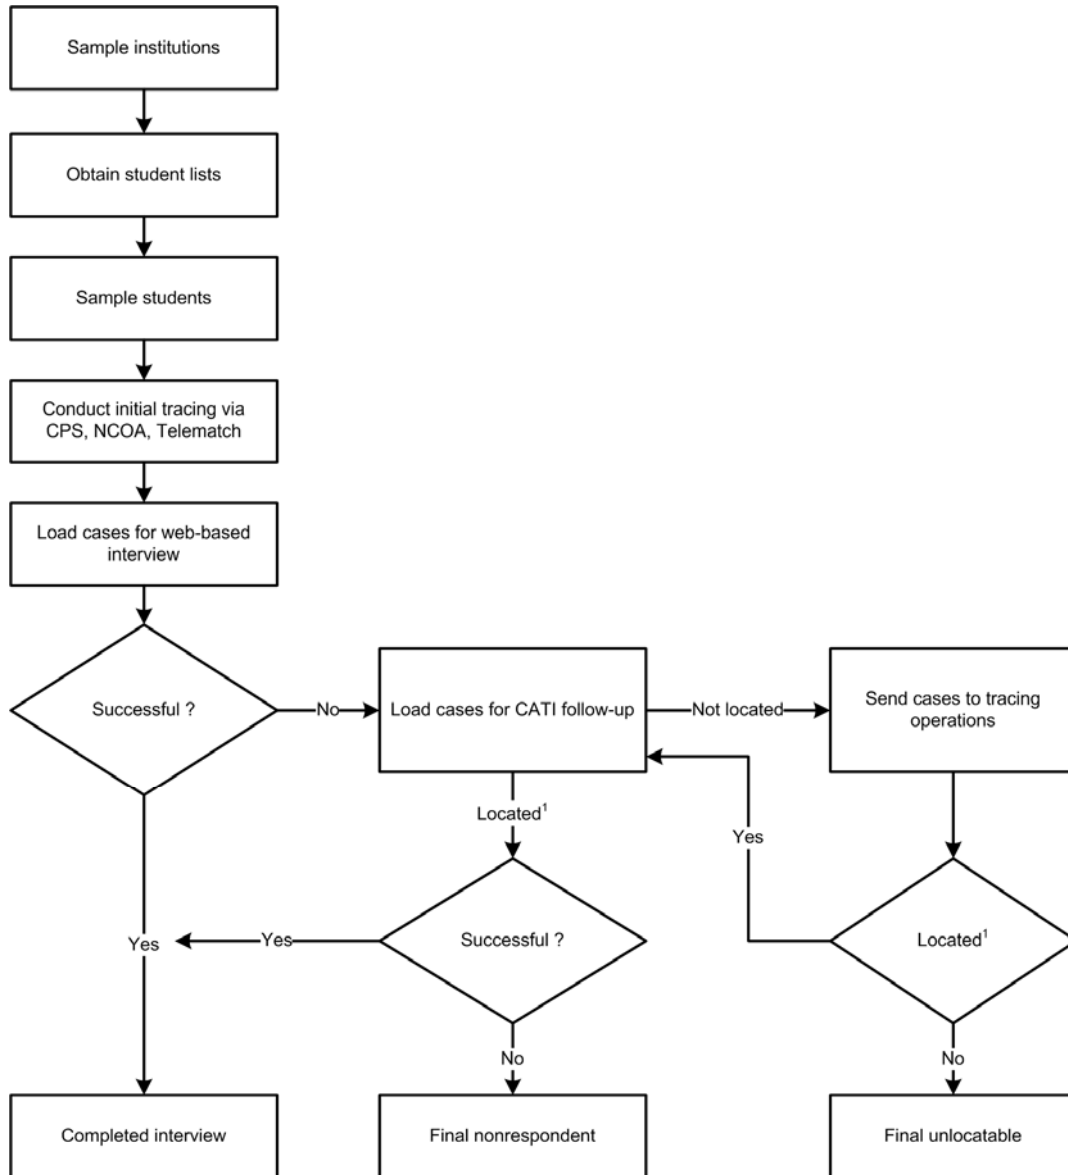 Sample institutions
Obtain student lists
Sample students
Conduct initial tracing via
CPS, NCOA, Telematch
Load cases for web-based
interview
Successful ?
No
Load cases for CATI follow-up
Not located
Send cases to tracing
operations
Located¹
Yes
Yes
Yes
Successful ?
Located¹
No
No
Completed interview
Final nonrespondent
Final unlocatable